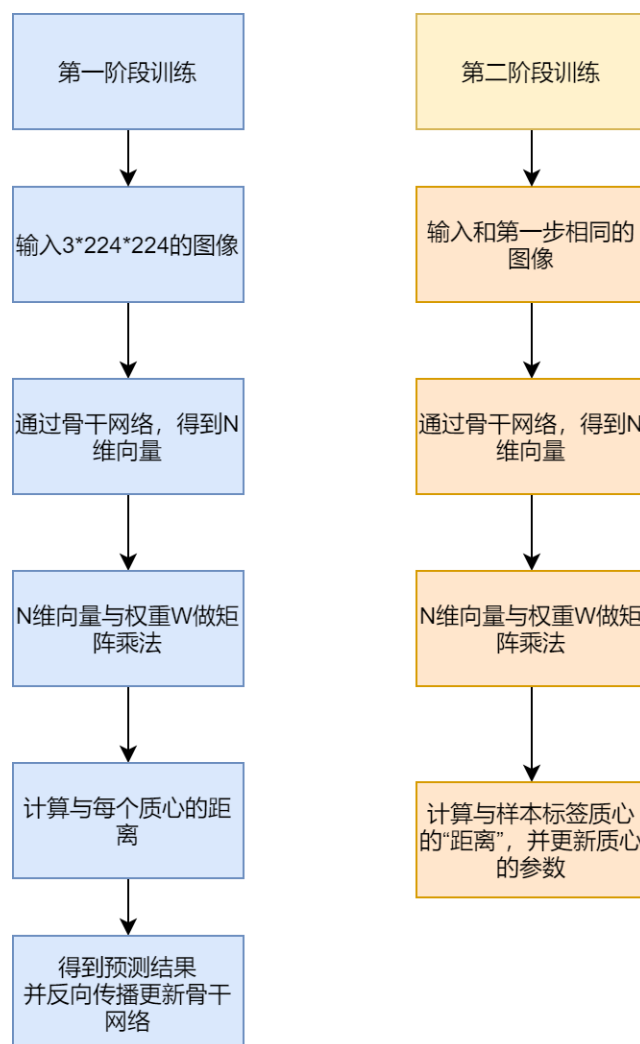 第一阶段训练
输入3*224*224的图像
通过骨干网络，得到N
维向量
N维向量与权重W做矩
阵乘法
计算与每个质心的距
离
得到预测结果
并反向传播更新骨干
网络
第二阶段训练
输入和第一步相同的
图像
通过骨干网络，得到N
维向量
N维向量与权重W做矩
阵乘法
计算与样本标签质心
的“距离”，并更新质心
的参数